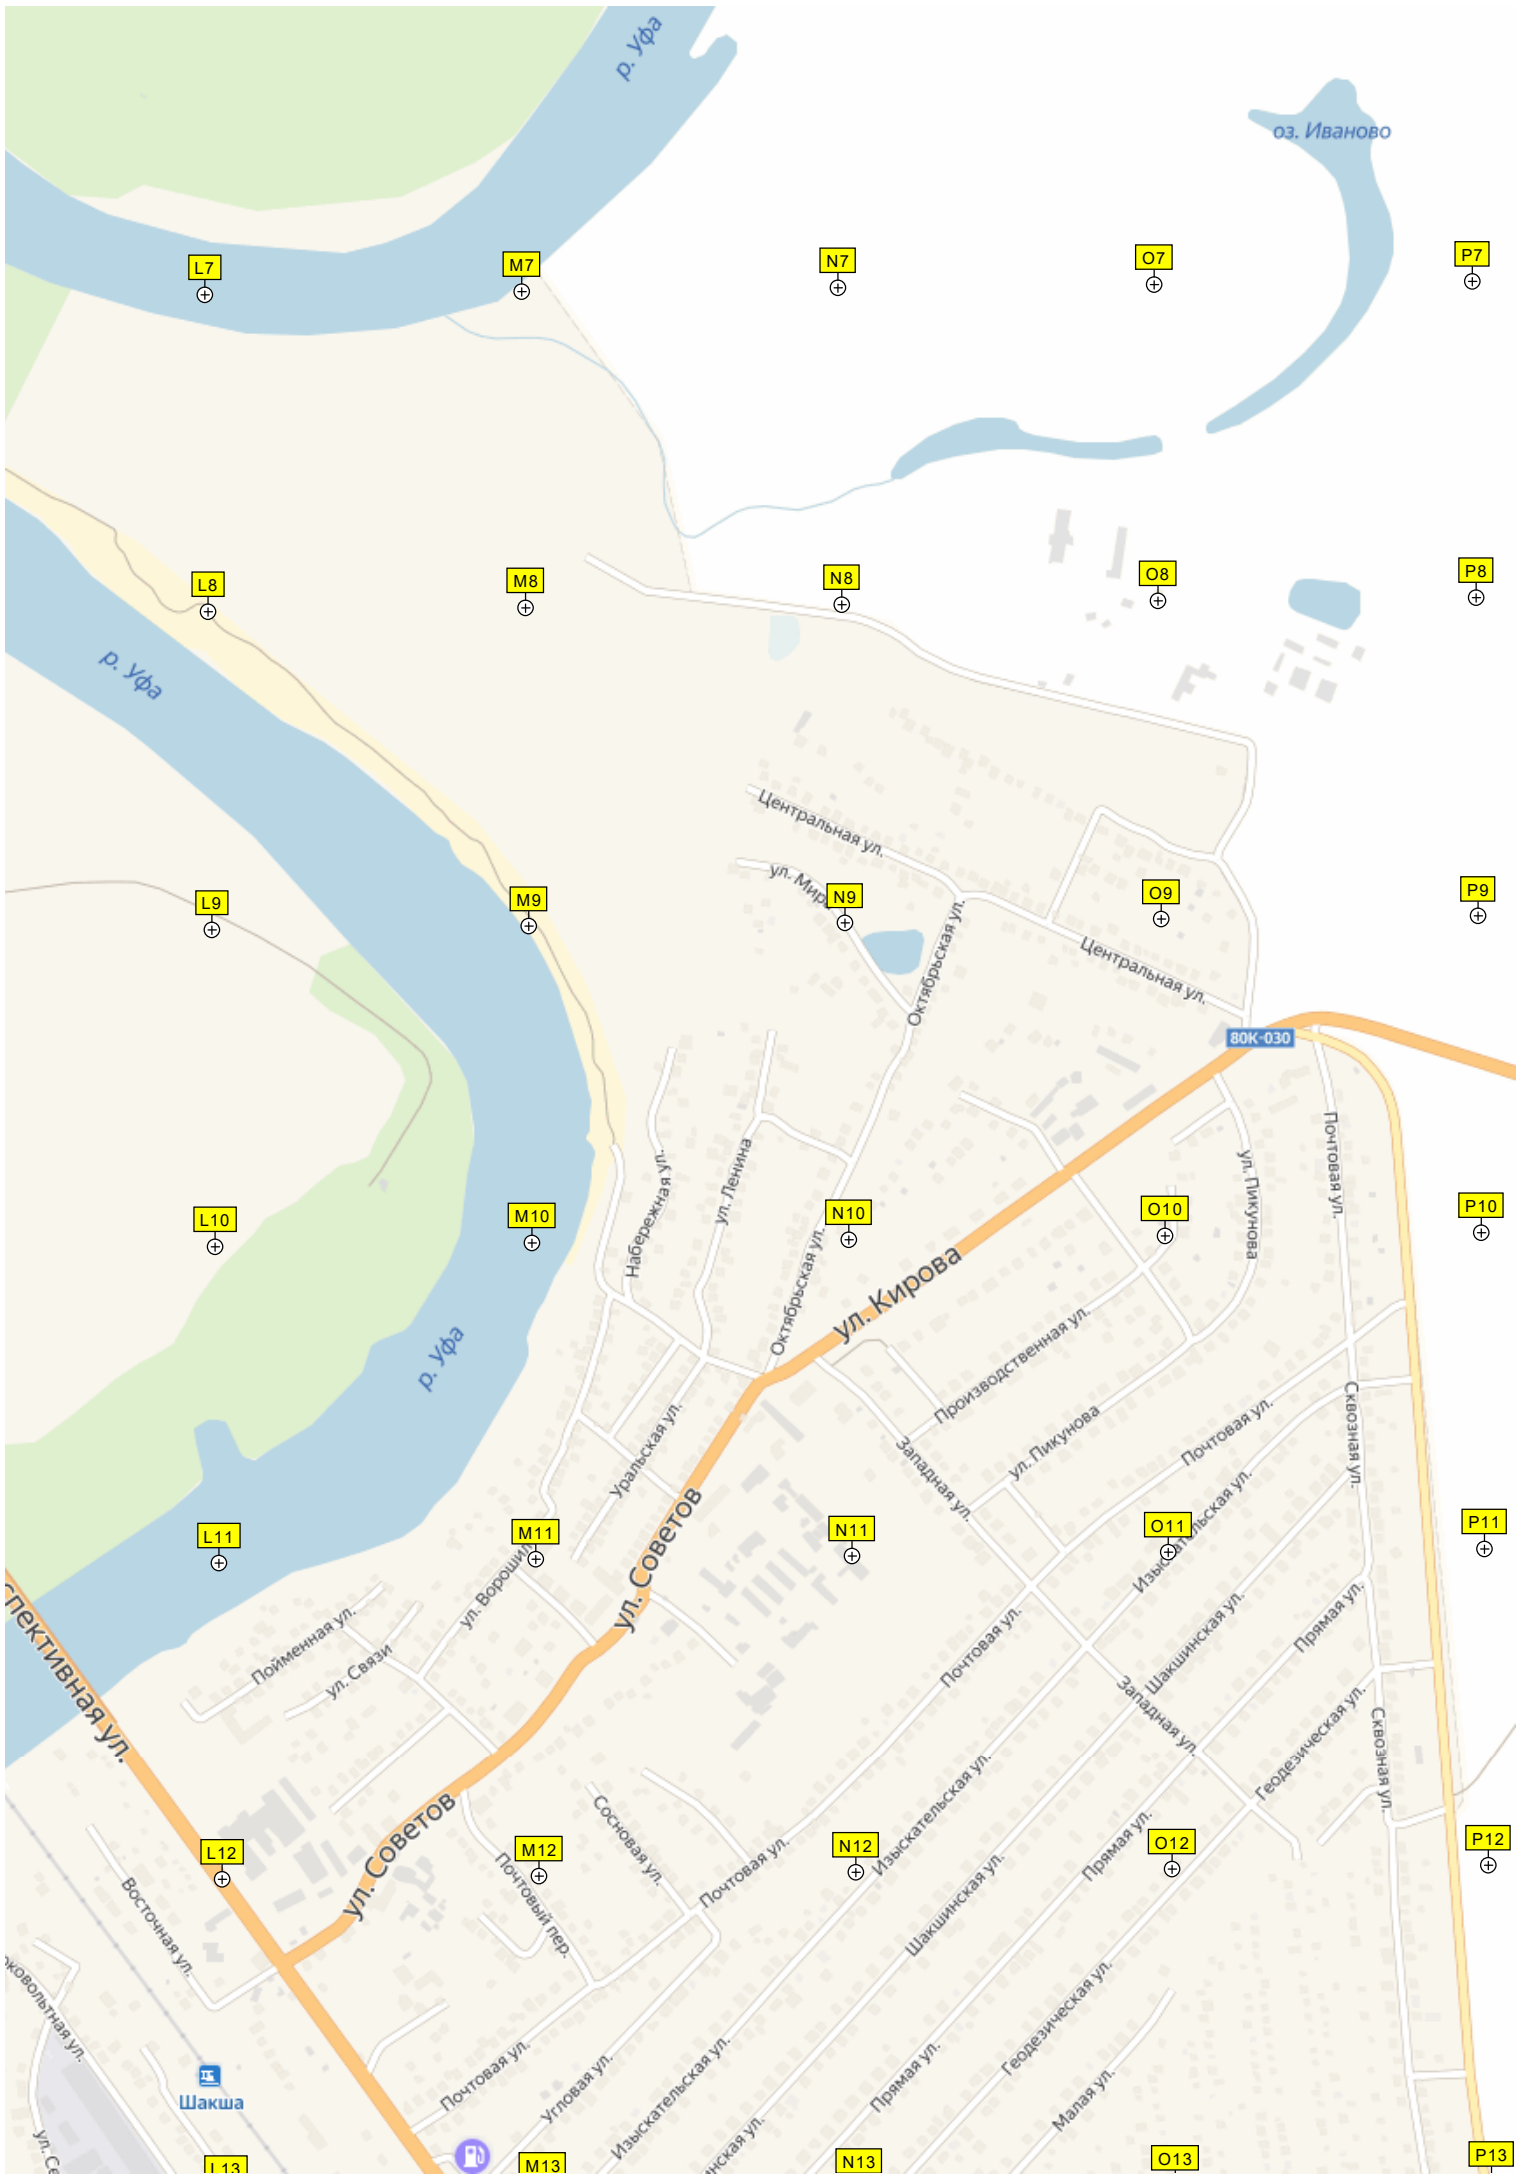 р. Уфа
оз. Иваново
L7
M7
N7
O7
P7
L8
M8
N8
O8
P8
р. Уфа
Центральная ул.
ул. Мира
L9
M9
N9
O9
P9
Октябрьская ул.
Центральная ул.
80К-030
Почтовая ул.
ул. Ленина
ул. Пикунова
Набережная ул.
L10
M10
N10
O10
P10
Октябрьская ул.
ул. Кирова
р. Уфа
Производственная ул.
Сквозная ул.
Уральская ул.
ул. Пикунова
Почтовая ул.
Западная ул.
Изыскательская ул.
ул. Советов
L11
M11
N11
O11
P11
Пойменная ул.
ул. Связи
Почтовая ул.
Шакшинская ул.
Прямая ул.
Западная ул.
Геодезическая ул.
Сквозная ул.
ул. Советов
Сосновая ул.
Изыскательская ул.
L12
M12
N12
O12
P12
Почтовая ул.
Прямая ул.
Почтовый пер.
Восточная ул.
Шакшинская ул.
Геодезическая ул.
Шакша
Почтовая ул.
Угловая ул.
Изыскательская ул.
Прямая ул.
Малая ул.
L13
M13
N13
O13
P13